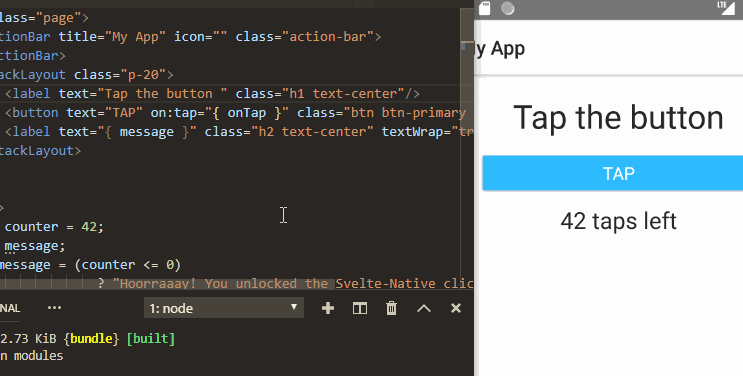 lass="page">
tionBar title="My App" icon="" class="action-bar">
ctionBar>
ackLayout class="p-20">
<label text="Tap the button " class="h1 text-center"/>
<button text="TAP" on:tap="{ onTap }" class="btn btn-primary
<label text="{ message }" class="h2 text-center" textWrap="tr
tackLayout>
>
counter = 42;
message;
message = (counter <= 0)
? "Hoorraaay! You unlocked the Svelte-Native clic
NAL ••• 1: node
2.73 KiB {bundle} [built]
n modules
LTE
y App
Tap the button
TAP
42 taps left